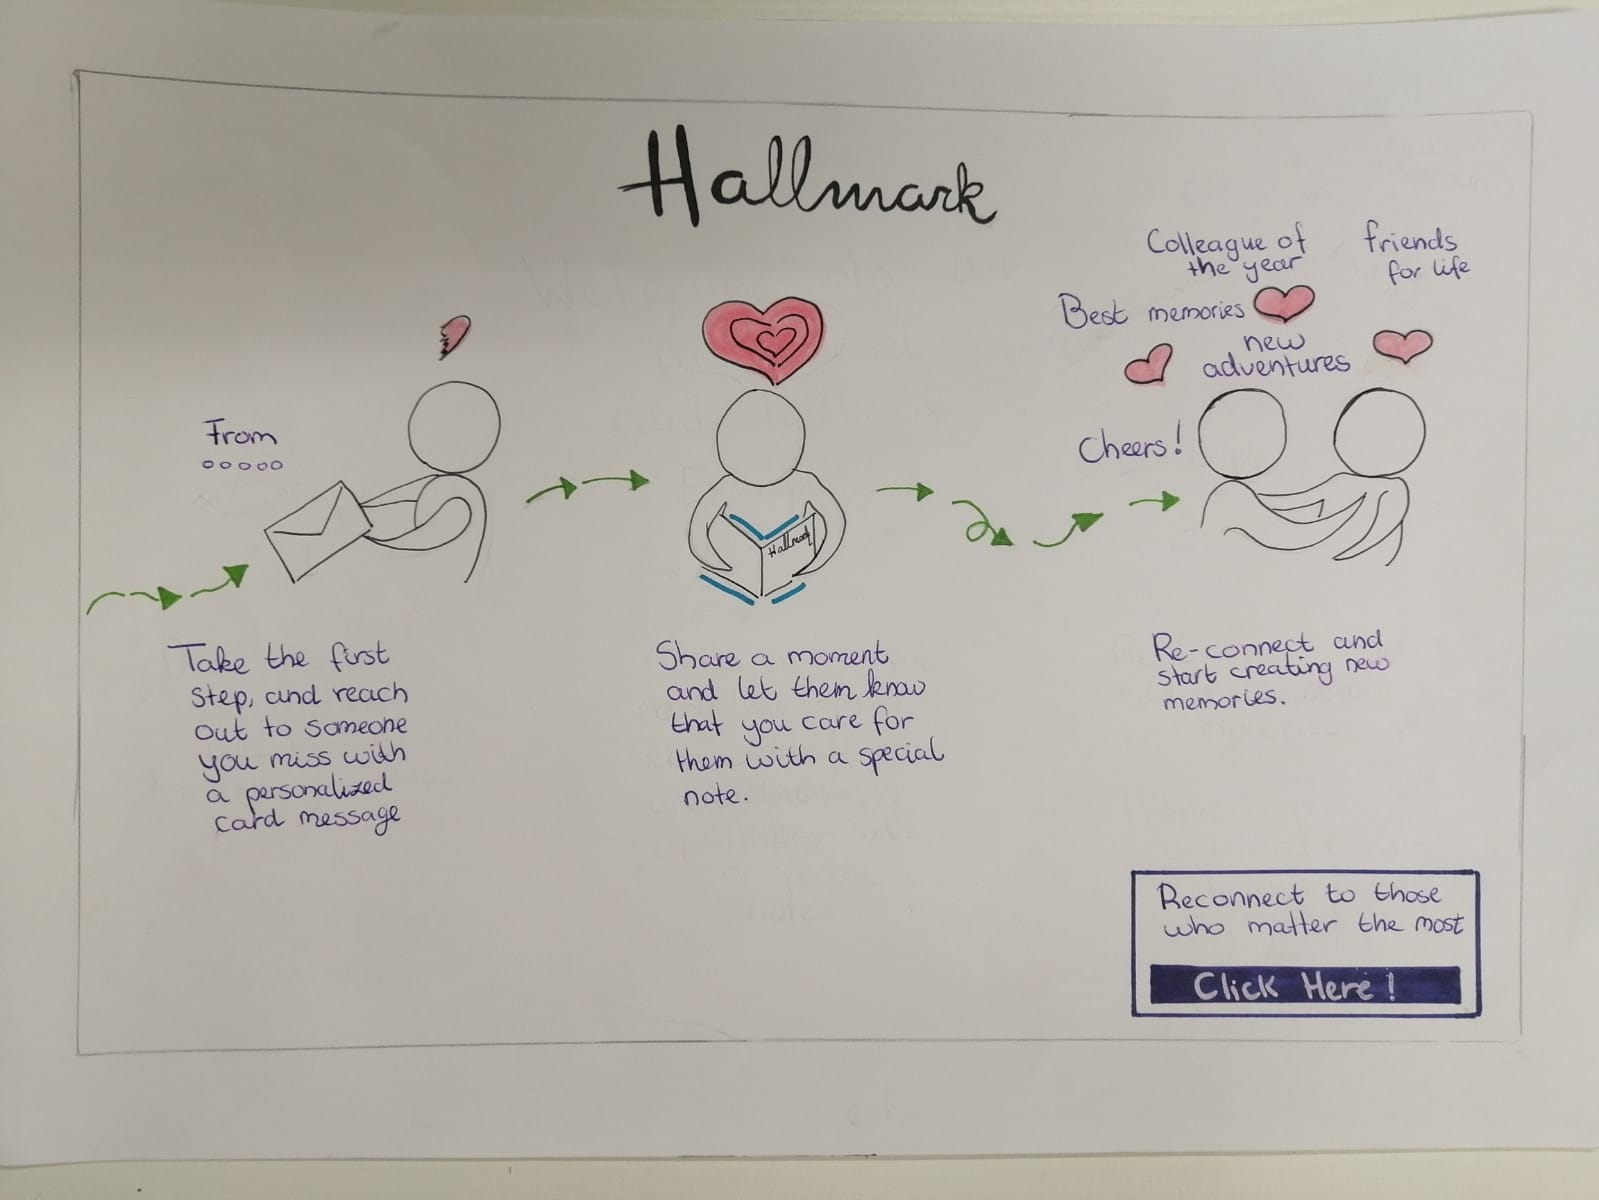 Hallmark
Colleague of
the year
friends
for life
Best memories
new
adventures
From
Cheers!
Hallmark
Take the first
step, and reach
out to someone
you miss with
a personalized
card message
Share a moment
and let them know
that you care for
them with a special
note.
Re-connect and
start creating new
memories.
Reconnect to those
who matter the most
Click Here!